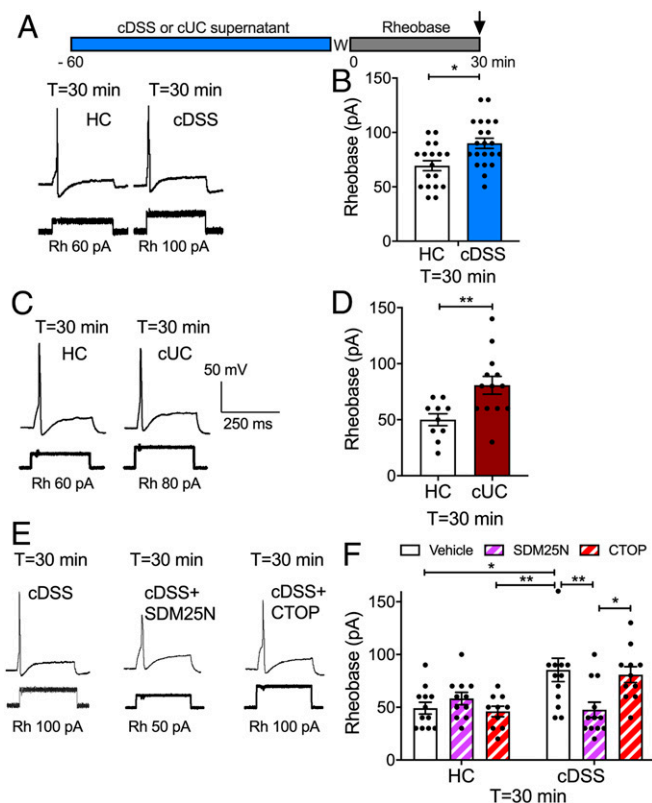 A
cDSS or cUC supernatant
W
Rheobase
- 60
0
30 min
T=30 min
T=30 min
HC
cDSS
Rh 60 pA
Rh 100 pA
B
*
Rheobase (pA)
150
100
50
0
HC
cDSS
T=30 min
C
T=30 min
T=30 min
HC
cUC
50 mV
250 ms
Rh 60 pA
Rh 80 pA
D
**
Rheobase (pA)
150
100
50
0
HC
cUC
T=30 min
E
T=30 min
T=30 min
T=30 min
cDSS
cDSS+
SDM25N
cDSS+
CTOP
Rh 100 pA
Rh 50 pA
Rh 100 pA
F
Vehicle
SDM25N
CTOP
*
**
**
*
Rheobase (pA)
150
100
50
0
HC
cDSS
T=30 min